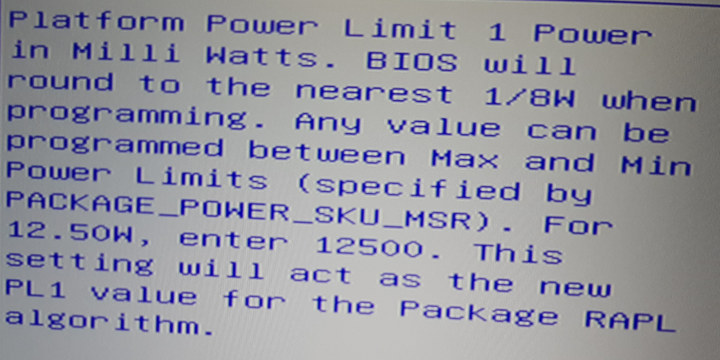 Platform Power Limit 1 Power
in Milli Watts. BIOS will
round to the nearest 1/8W when
programming. Any value can be
programmed between Max and Min
Power Limits (specified by
PACKAGE_POWER_SKU_MSR). For
12.50W, enter 12500. This
setting will act as the new
PL1 value for the Package RAPL
algorithm.